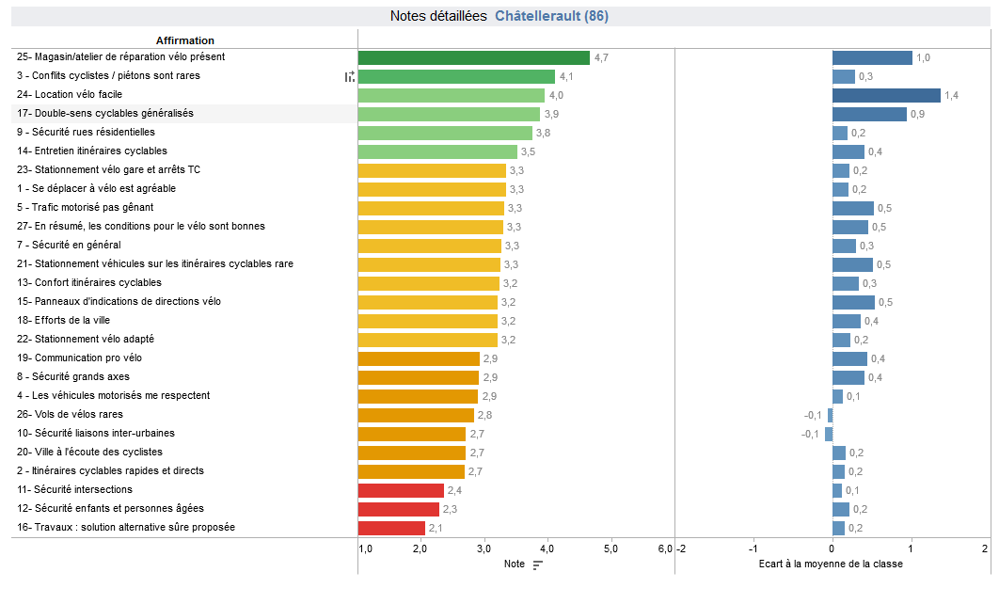 Notes détaillées Châtellerault (86)
Affirmation
25- Magasin/atelier de réparation vélo présent 4,7 1,0
3 - Conflits cyclistes / piétons sont rares 4,1 0,3
24- Location vélo facile 4,0 1,4
17- Double-sens cyclables généralisés 3,9 0,9
9 - Sécurité rues résidentielles 3,8 0,2
14- Entretien itinéraires cyclables 3,5 0,4
23- Stationnement vélo gare et arrêts TC 3,3 0,2
1 - Se déplacer à vélo est agréable 3,3 0,2
5 - Trafic motorisé pas gênant 3,3 0,5
27- En résumé, les conditions pour le vélo sont bonnes 3,3 0,5
7 - Sécurité en général 3,3 0,3
21- Stationnement véhicules sur les itinéraires cyclables rare 3,3 0,5
13- Confort itinéraires cyclables 3,2 0,3
15- Panneaux d'indications de directions vélo 3,2 0,5
18- Efforts de la ville 3,2 0,4
22- Stationnement vélo adapté 3,2 0,2
19- Communication pro vélo 2,9 0,4
8 - Sécurité grands axes 2,9 0,4
4 - Les véhicules motorisés me respectent 2,9 0,1
26- Vols de vélos rares 2,8 -0,1
10- Sécurité liaisons inter-urbaines 2,7 -0,1
20- Ville à l'écoute des cyclistes 2,7 0,2
2 - Itinéraires cyclables rapides et directs 2,7 0,2
11- Sécurité intersections 2,4 0,1
12- Sécurité enfants et personnes âgées 2,3 0,2
16- Travaux : solution alternative sûre proposée 2,1 0,2
1,0 2,0 3,0 4,0 5,0 6,0 -2 -1 0 1 2
Note Ecart à la moyenne de la classe